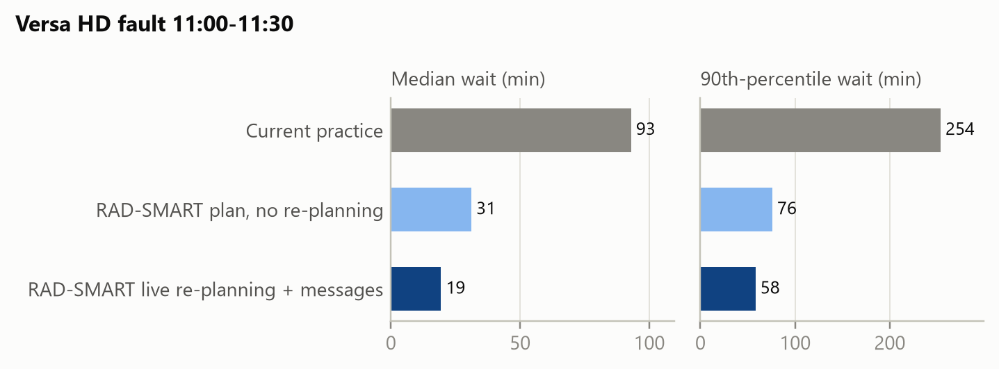 Versa HD fault 11:00-11:30
Median wait (min)
90th-percentile wait (min)
Current practice
93
254
RAD-SMART plan, no re-planning
31
76
RAD-SMART live re-planning + messages
19
58
0 50 100
0 100 200